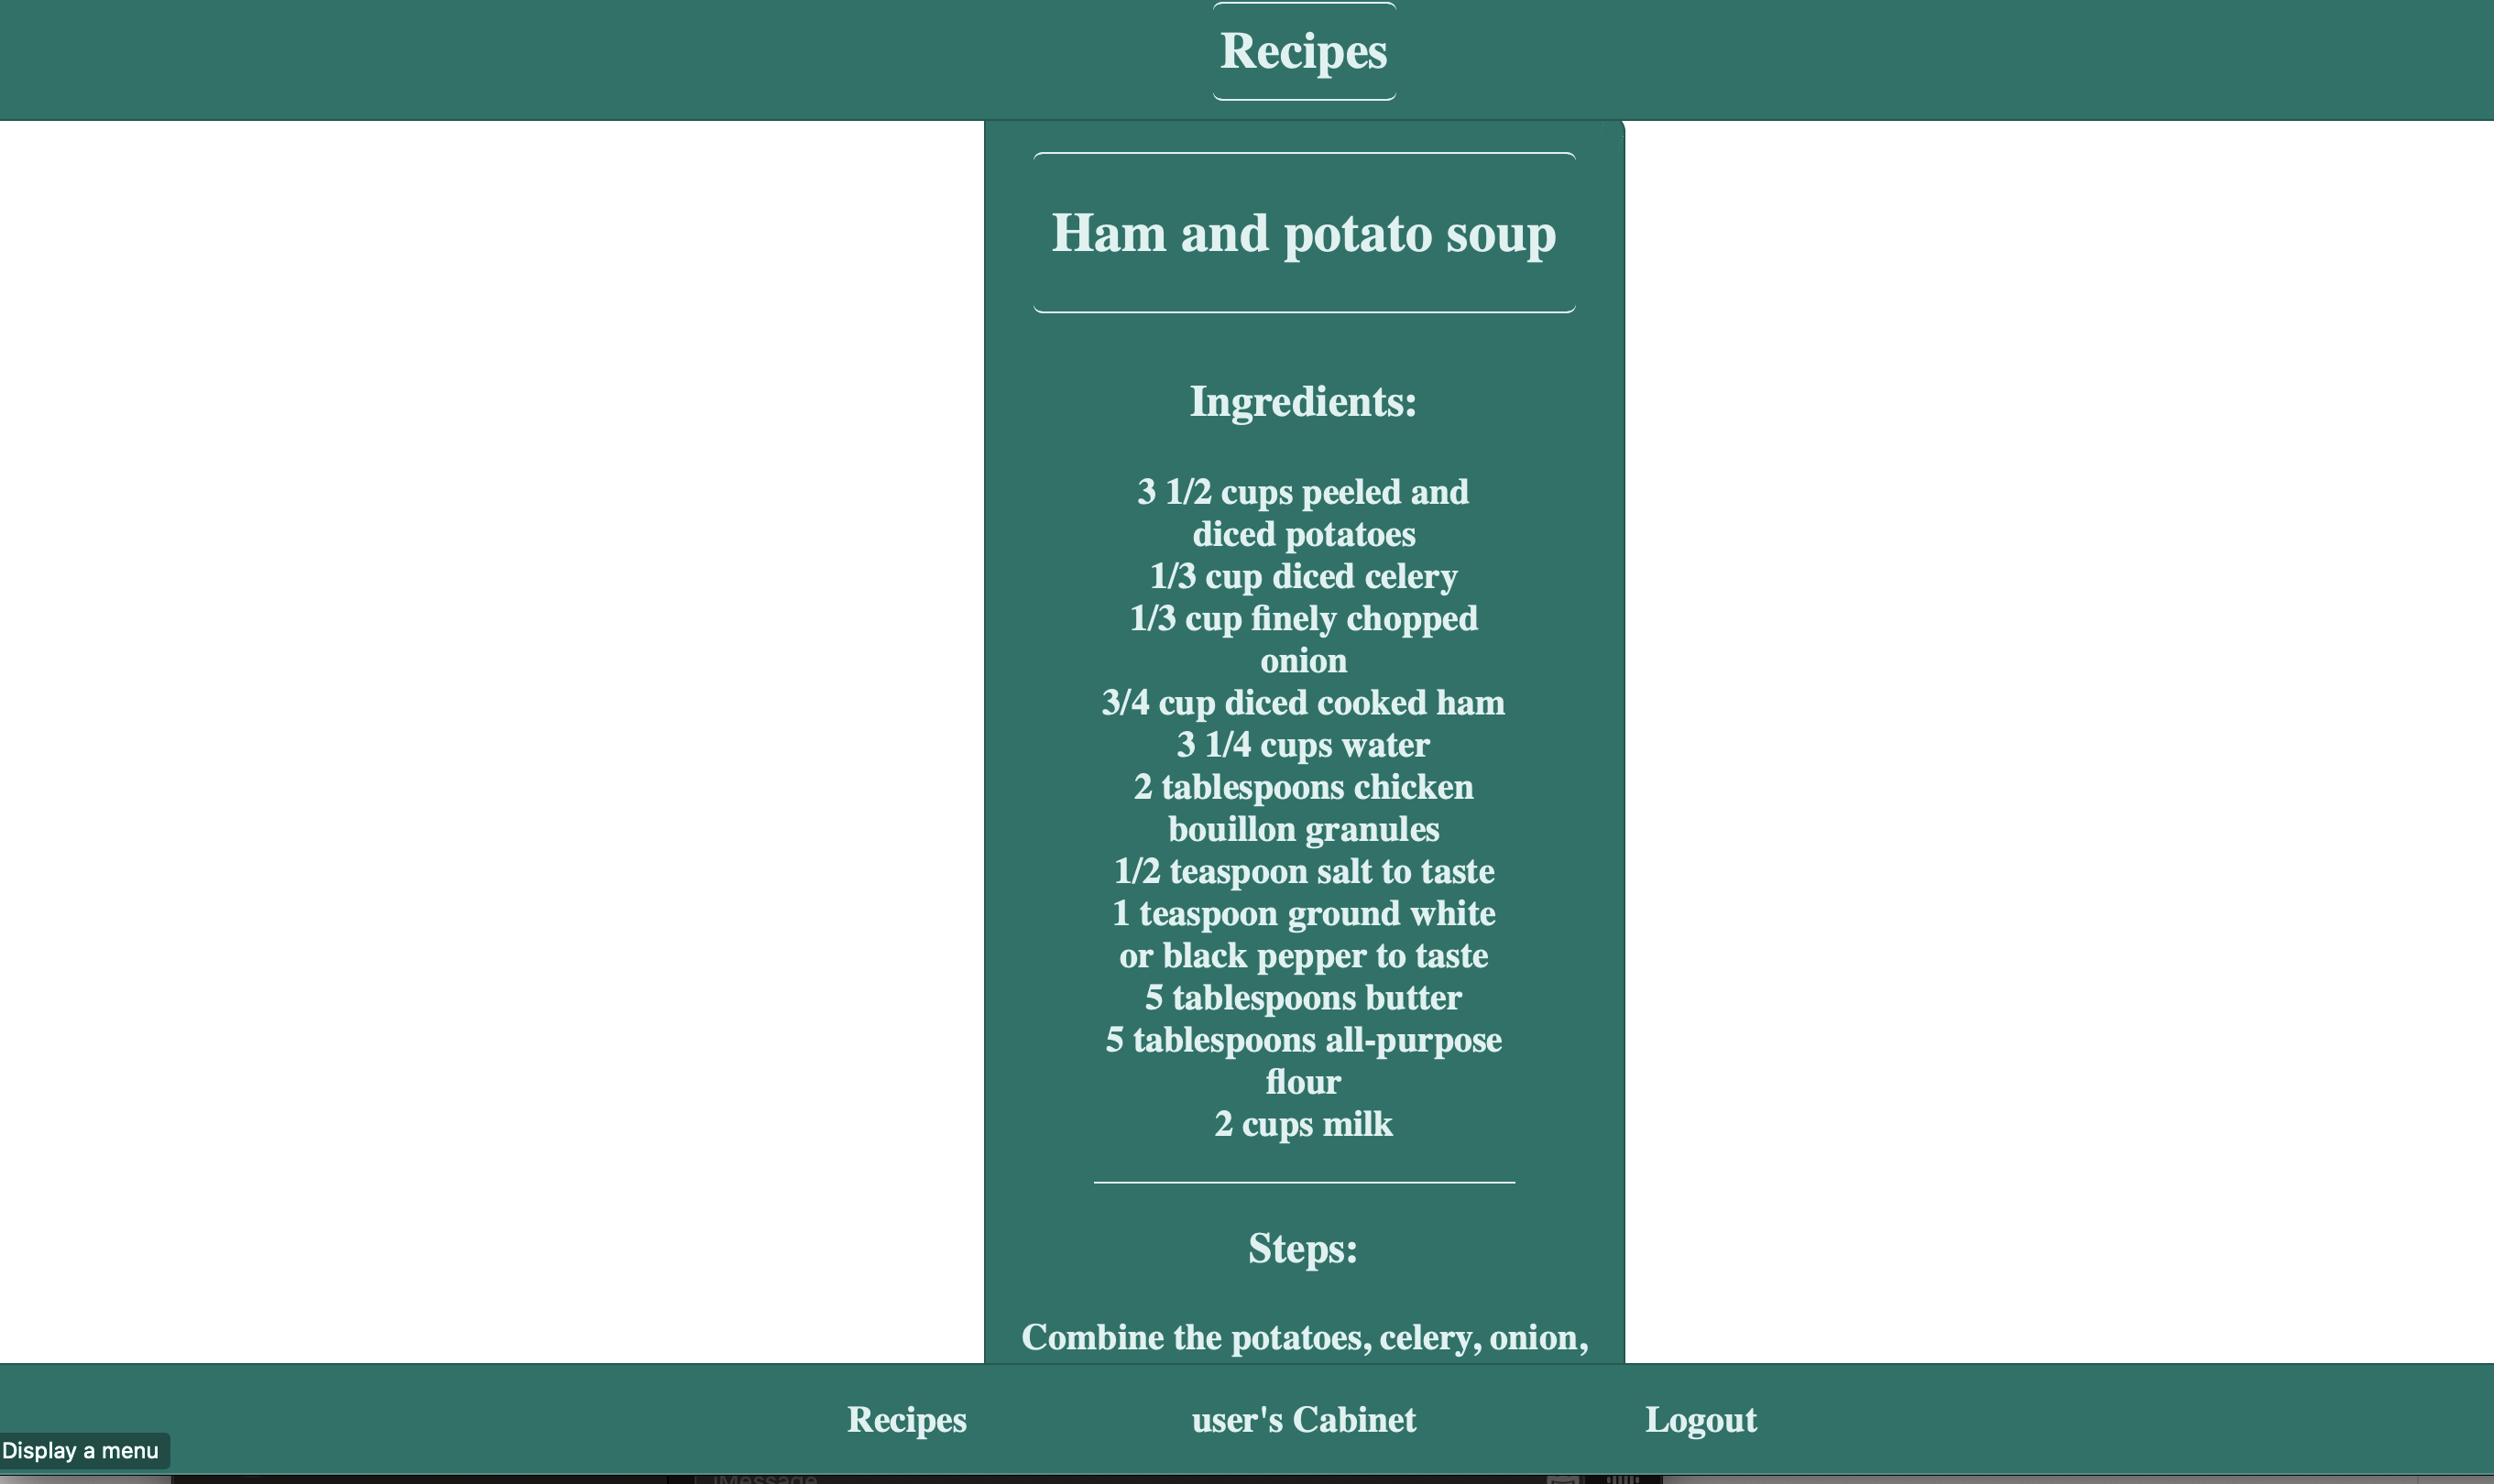 Recipes
Ham and potato soup
Ingredients:
3 1/2 cups peeled and
diced potatoes
1/3 cup diced celery
1/3 cup finely chopped
onion
3/4 cup diced cooked ham
3 1/4 cups water
2 tablespoons chicken
bouillon granules
1/2 teaspoon salt to taste
1 teaspoon ground white
or black pepper to taste
5 tablespoons butter
5 tablespoons all-purpose
flour
2 cups milk
Steps:
Combine the potatoes, celery, onion,
Recipes user's Cabinet Logout
Display a menu
iMessage